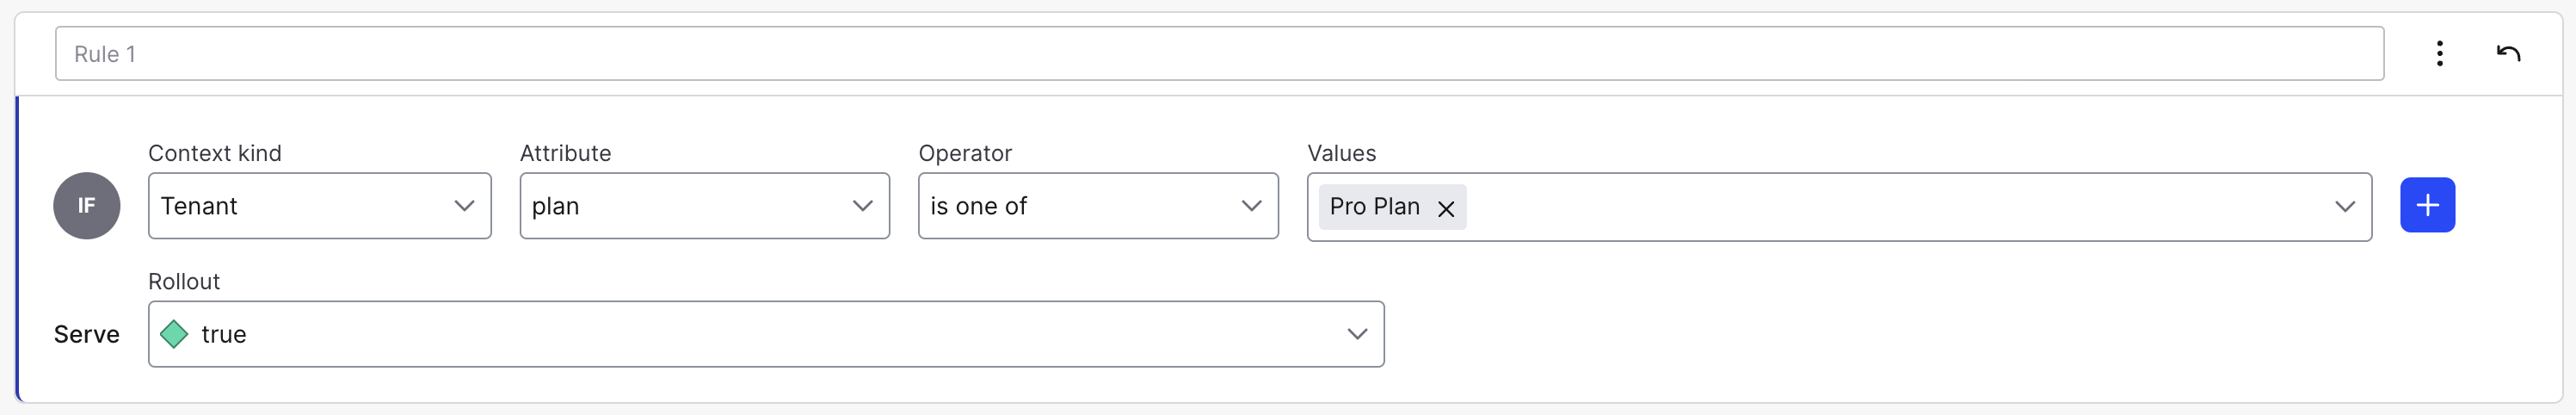 Rule 1
Context kind
Attribute
Operator
Values
IF
Tenant
plan
is one of
Pro Plan
Rollout
Serve
true